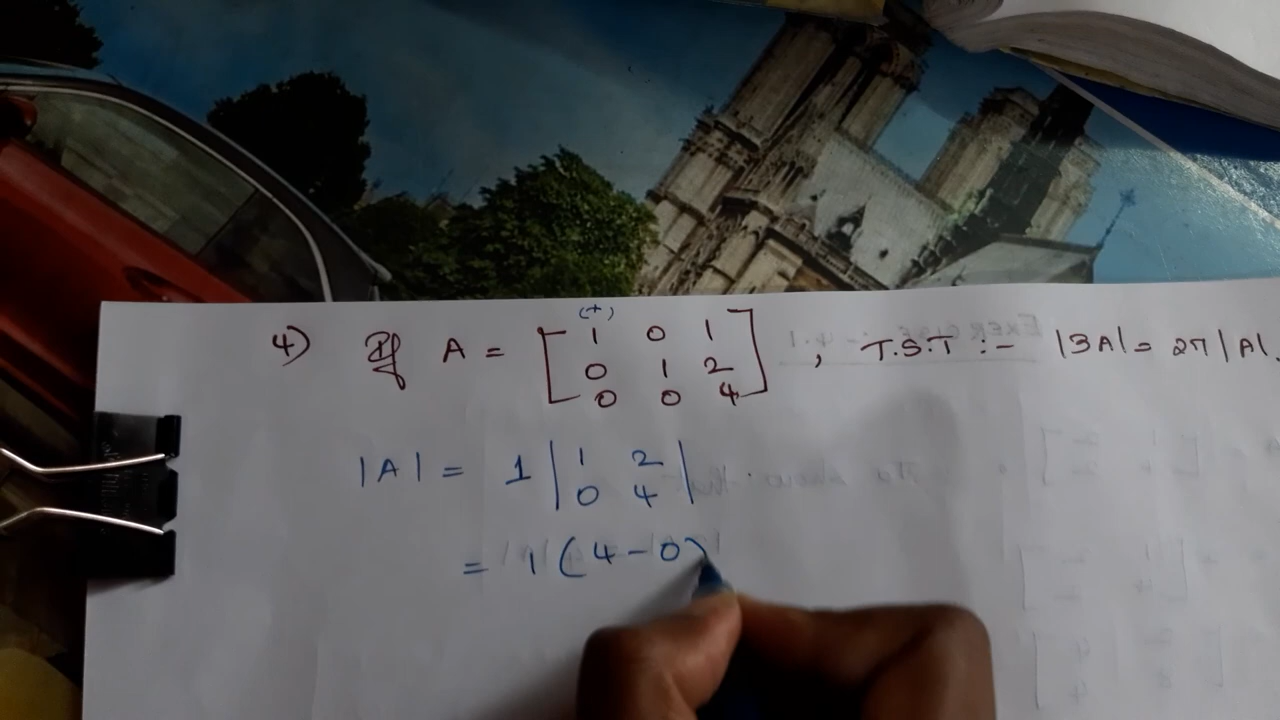 4) If A = [ 1 0 1 , T.S.T :- |3A| = 27 |A|.
(+)
0 1 2
0 0 4 ]
|A| = 1 | 1 2 |
0 4
= 1 (4 - 0)